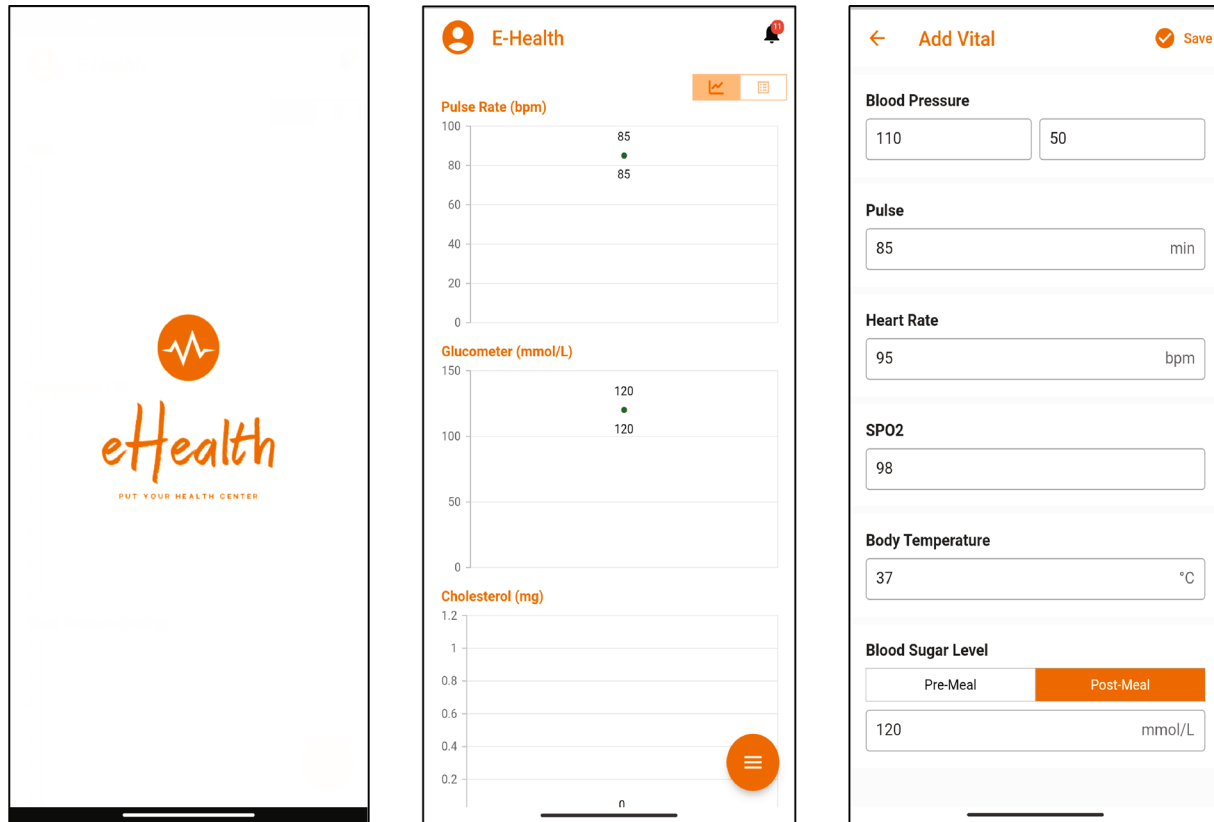 eHealth
PUT YOUR HEALTH CENTER
E-Health
11
Pulse Rate (bpm)
100
85
80
85
60
40
20
0
Glucometer (mmol/L)
150
120
120
100
50
0
Cholesterol (mg)
1.2
1
0.8
0.6
0.4
0.2
0
Add Vital
Save
Blood Pressure
110 50
Pulse
85 min
Heart Rate
95 bpm
SPO2
98
Body Temperature
37 °C
Blood Sugar Level
Pre-Meal Post-Meal
120 mmol/L